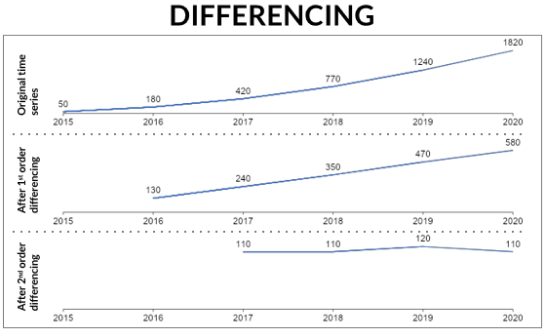 DIFFERENCING
Original time
series
50 180 420 770 1240 1820
2015 2016 2017 2018 2019 2020
After 1st order
differencing
130 240 350 470 580
2015 2016 2017 2018 2019 2020
After 2nd order
differencing
110 110 120 110
2015 2016 2017 2018 2019 2020